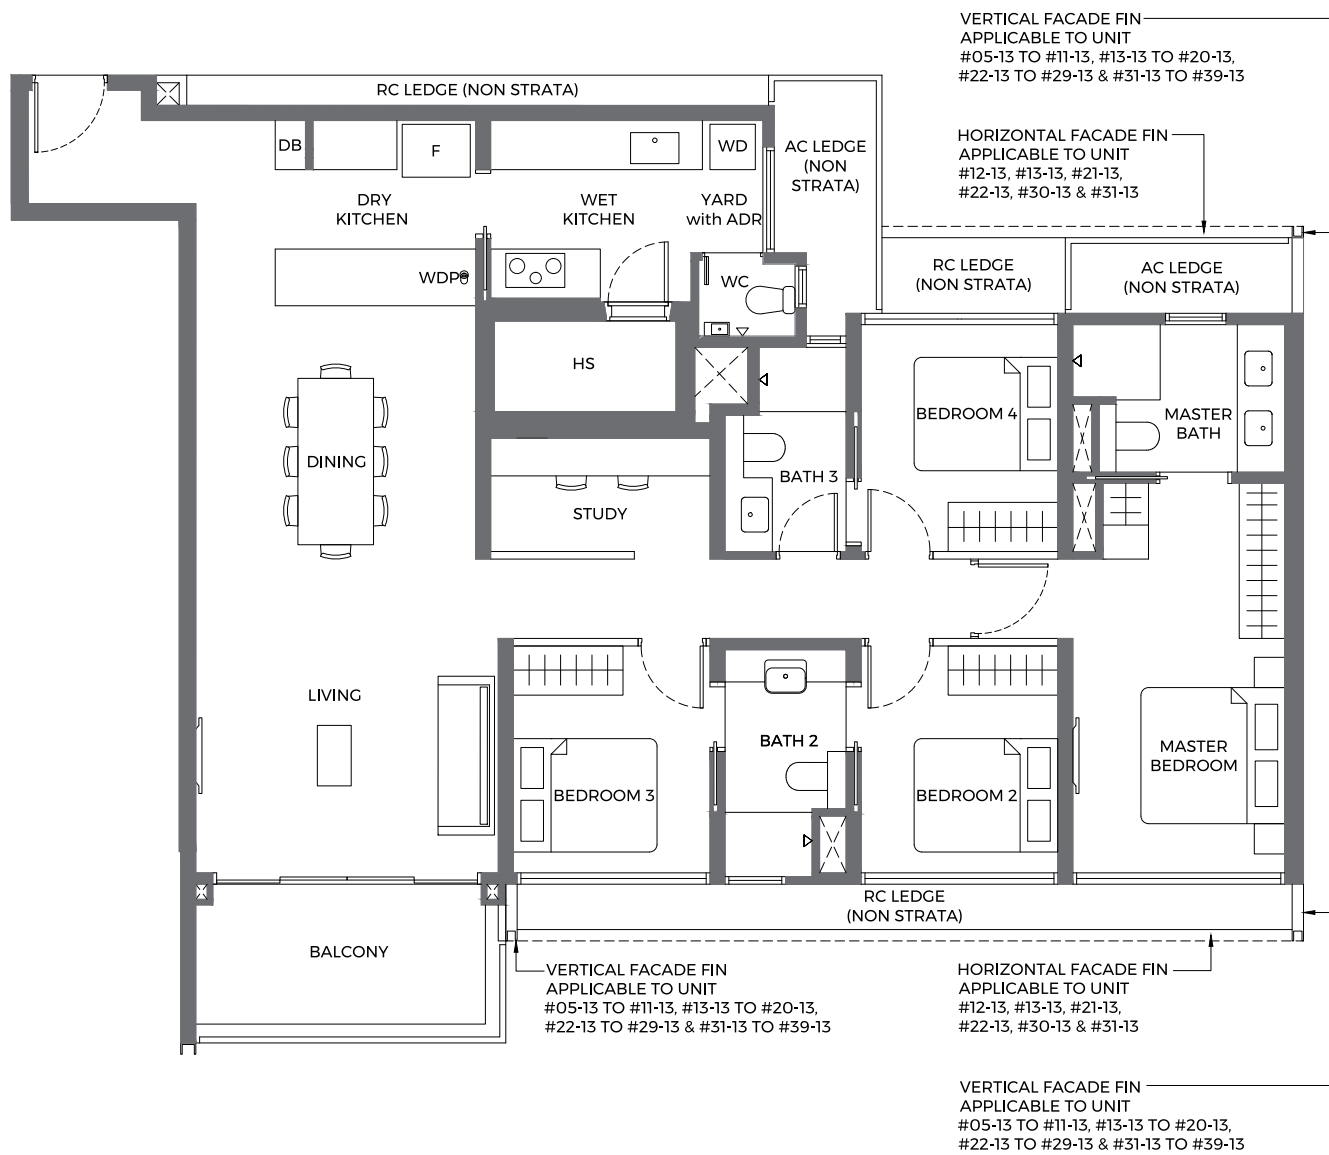 VERTICAL FACADE FIN
APPLICABLE TO UNIT
#05-13 TO #11-13, #13-13 TO #20-13,
#22-13 TO #29-13 & #31-13 TO #39-13
RC LEDGE (NON STRATA)
HORIZONTAL FACADE FIN
APPLICABLE TO UNIT
#12-13, #13-13, #21-13,
#22-13, #30-13 & #31-13
DB
F
WD
AC LEDGE
(NON
STRATA)
DRY
KITCHEN
WET
KITCHEN
YARD
with ADR
WDP
WC
RC LEDGE
(NON STRATA)
AC LEDGE
(NON STRATA)
HS
BEDROOM 4
MASTER
BATH
DINING
BATH 3
STUDY
LIVING
BATH 2
MASTER
BEDROOM
BEDROOM 3
BEDROOM 2
RC LEDGE
(NON STRATA)
BALCONY
VERTICAL FACADE FIN
APPLICABLE TO UNIT
#05-13 TO #11-13, #13-13 TO #20-13,
#22-13 TO #29-13 & #31-13 TO #39-13
HORIZONTAL FACADE FIN
APPLICABLE TO UNIT
#12-13, #13-13, #21-13,
#22-13, #30-13 & #31-13
VERTICAL FACADE FIN
APPLICABLE TO UNIT
#05-13 TO #11-13, #13-13 TO #20-13,
#22-13 TO #29-13 & #31-13 TO #39-13